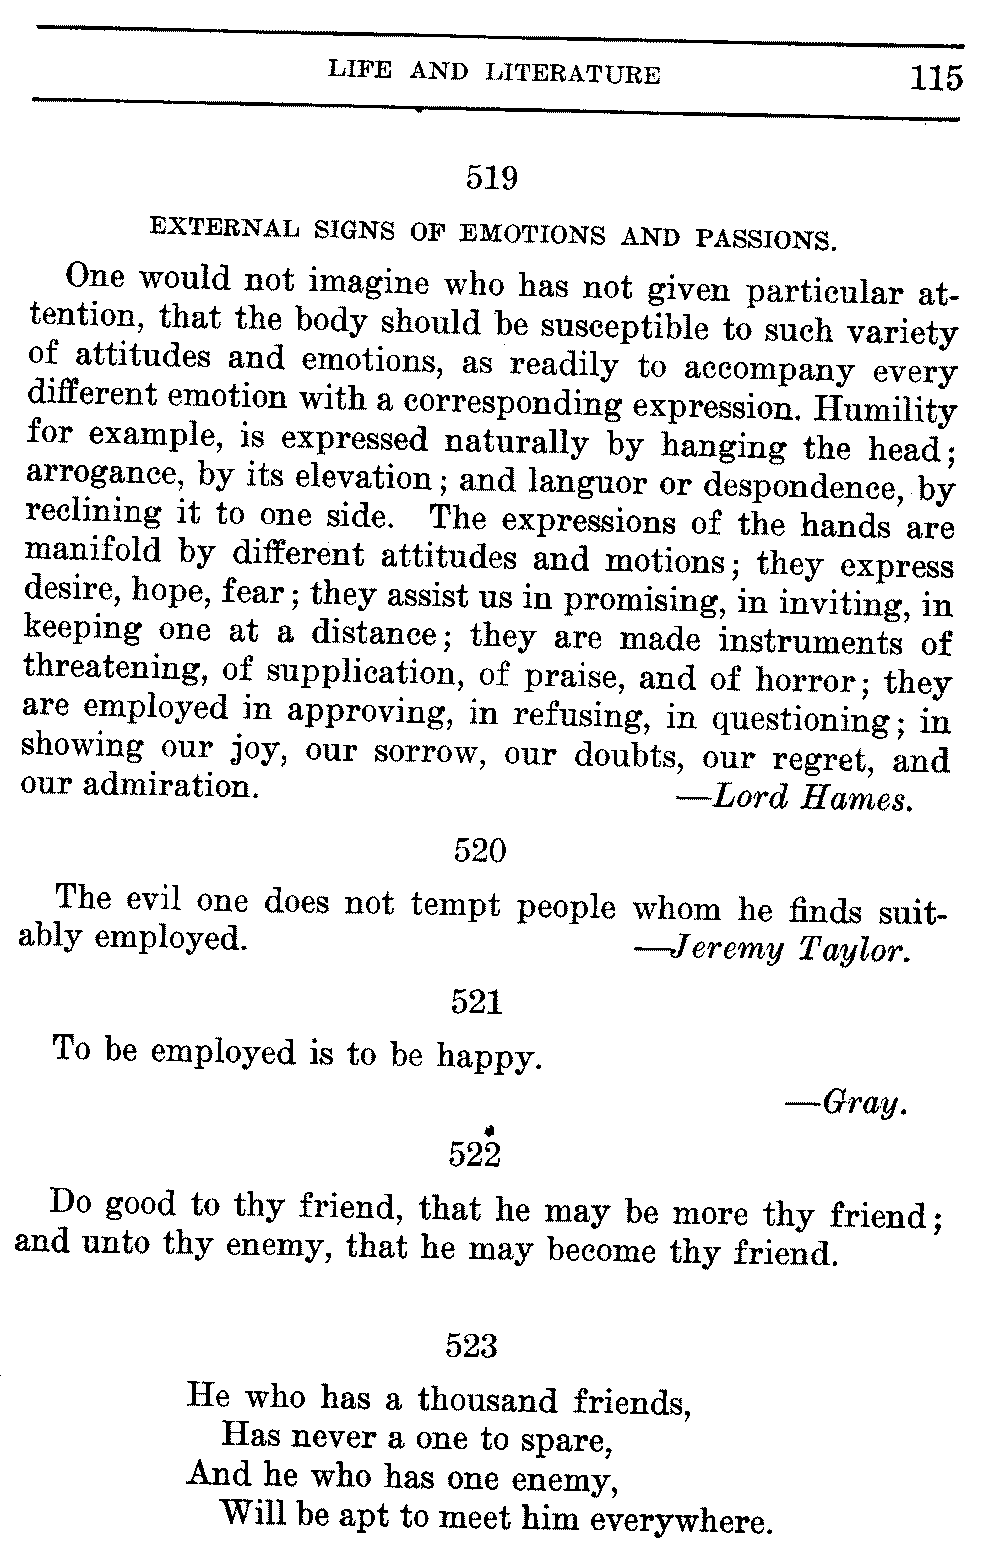 LIFE AND LITERATURE 115
519
EXTERNAL SIGNS OF EMOTIONS AND PASSIONS.
One would not imagine who has not given particular at-
tention, that the body should be susceptible to such variety
of attitudes and emotions, as readily to accompany every
different emotion with a corresponding expression. Humility
for example, is expressed naturally by hanging the head;
arrogance, by its elevation; and languor or despondence, by
reclining it to one side. The expressions of the hands are
manifold by different attitudes and motions; they express
desire, hope, fear; they assist us in promising, in inviting, in
keeping one at a distance; they are made instruments of
threatening, of supplication, of praise, and of horror; they
are employed in approving, in refusing, in questioning; in
showing our joy, our sorrow, our doubts, our regret, and
our admiration. —Lord Hames.
520
The evil one does not tempt people whom he finds suit-
ably employed. —Jeremy Taylor.
521
To be employed is to be happy.
—Gray.
522
Do good to thy friend, that he may be more thy friend;
and unto thy enemy, that he may become thy friend.
523
He who has a thousand friends,
Has never a one to spare,
And he who has one enemy,
Will be apt to meet him everywhere.